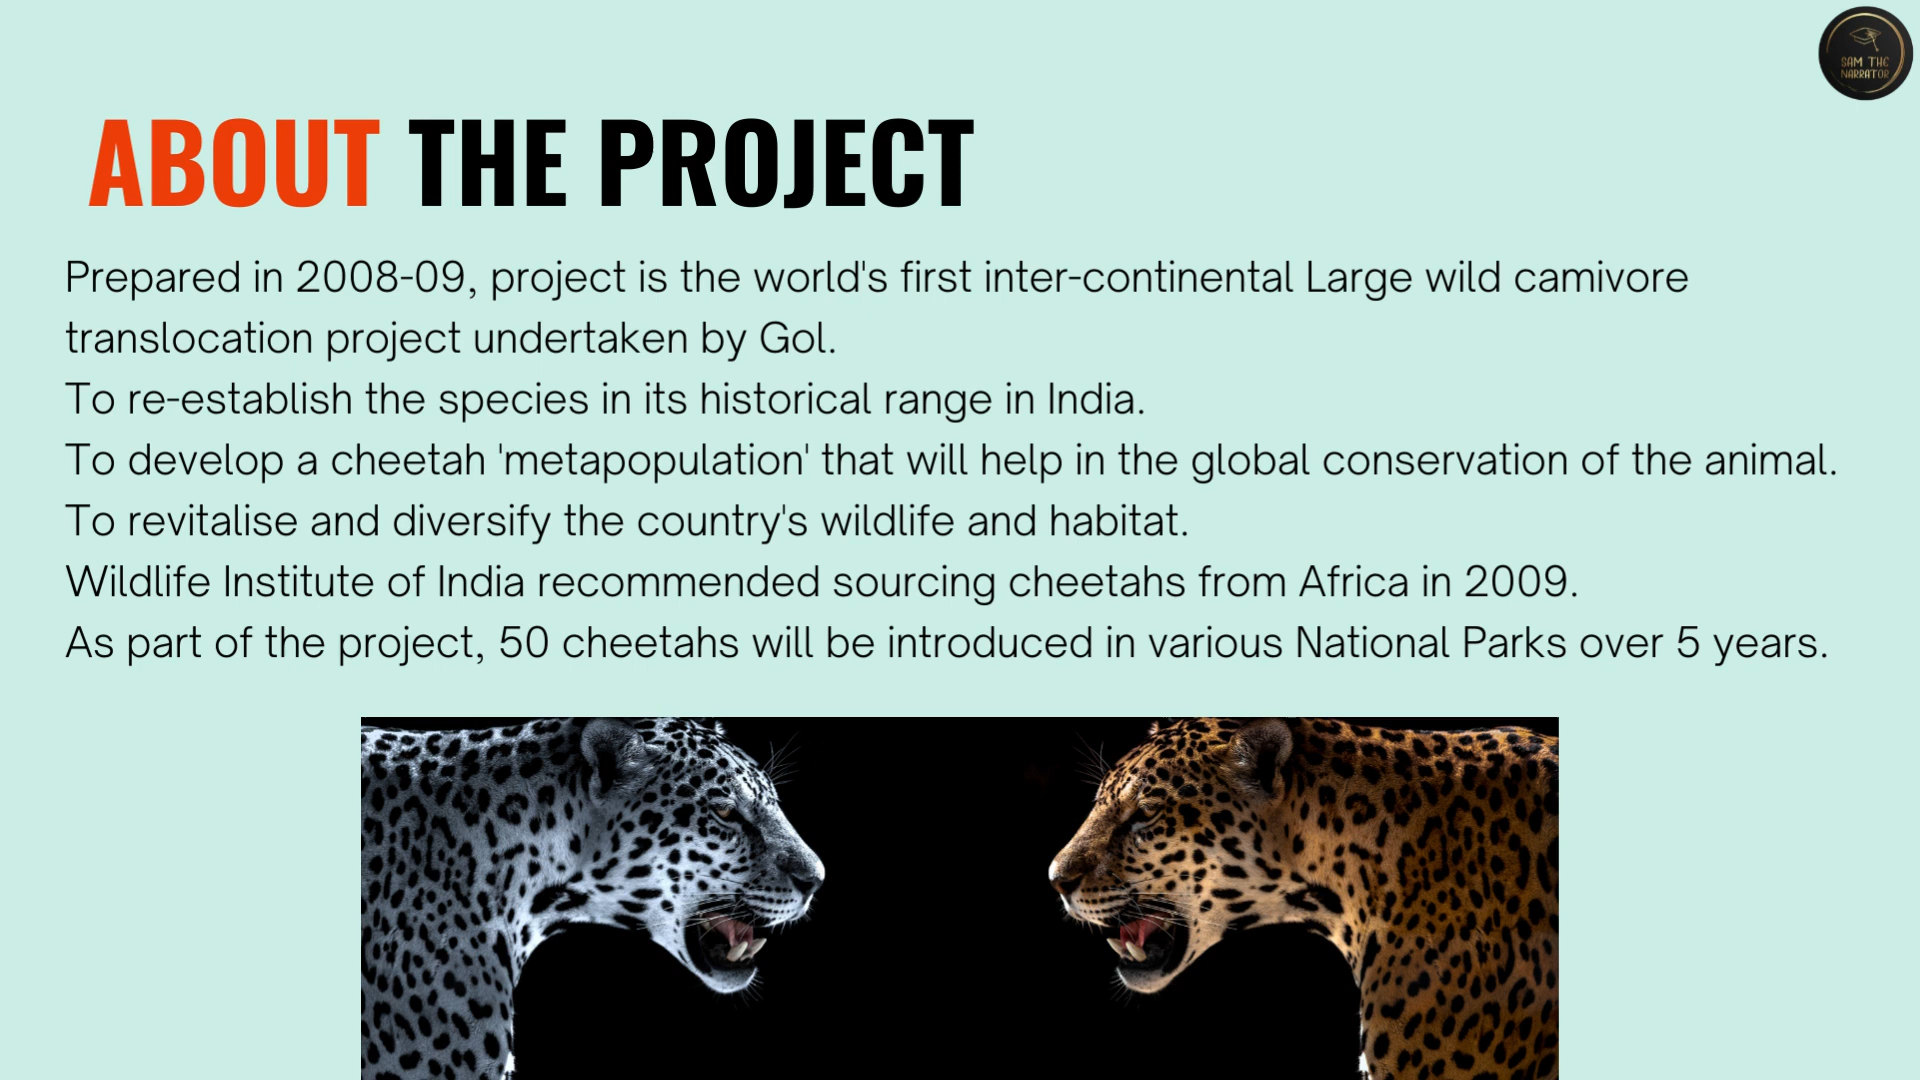 SAM THE
NARRATOR
ABOUT THE PROJECT
Prepared in 2008-09, project is the world's first inter-continental Large wild camivore
translocation project undertaken by Gol.
To re-establish the species in its historical range in India.
To develop a cheetah 'metapopulation' that will help in the global conservation of the animal.
To revitalise and diversify the country's wildlife and habitat.
Wildlife Institute of India recommended sourcing cheetahs from Africa in 2009.
As part of the project, 50 cheetahs will be introduced in various National Parks over 5 years.